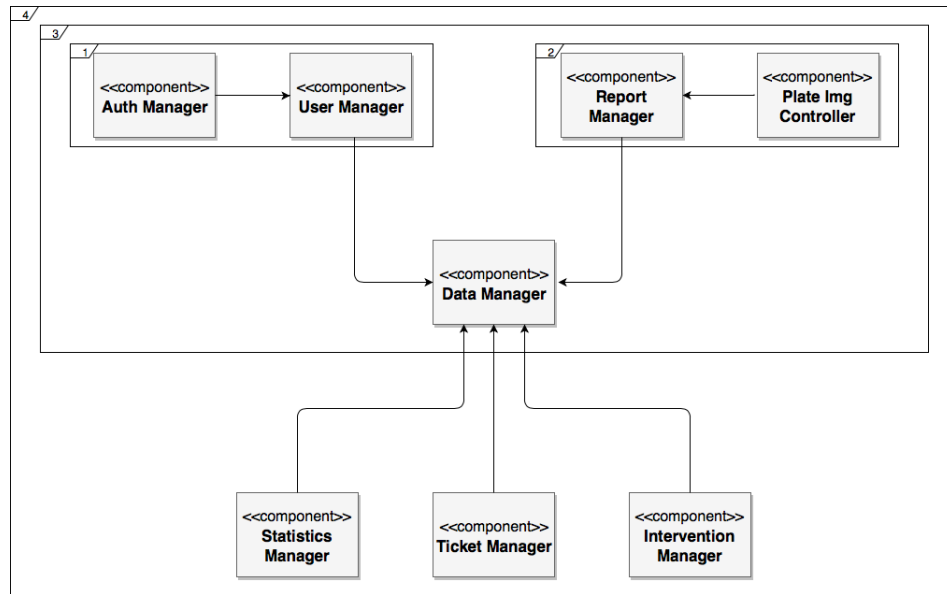 4
3
1
2
<<component>>
Auth Manager
<<component>>
User Manager
<<component>>
Report
Manager
<<component>>
Plate Img
Controller
<<component>>
Data Manager
<<component>>
Statistics
Manager
<<component>>
Ticket Manager
<<component>>
Intervention
Manager